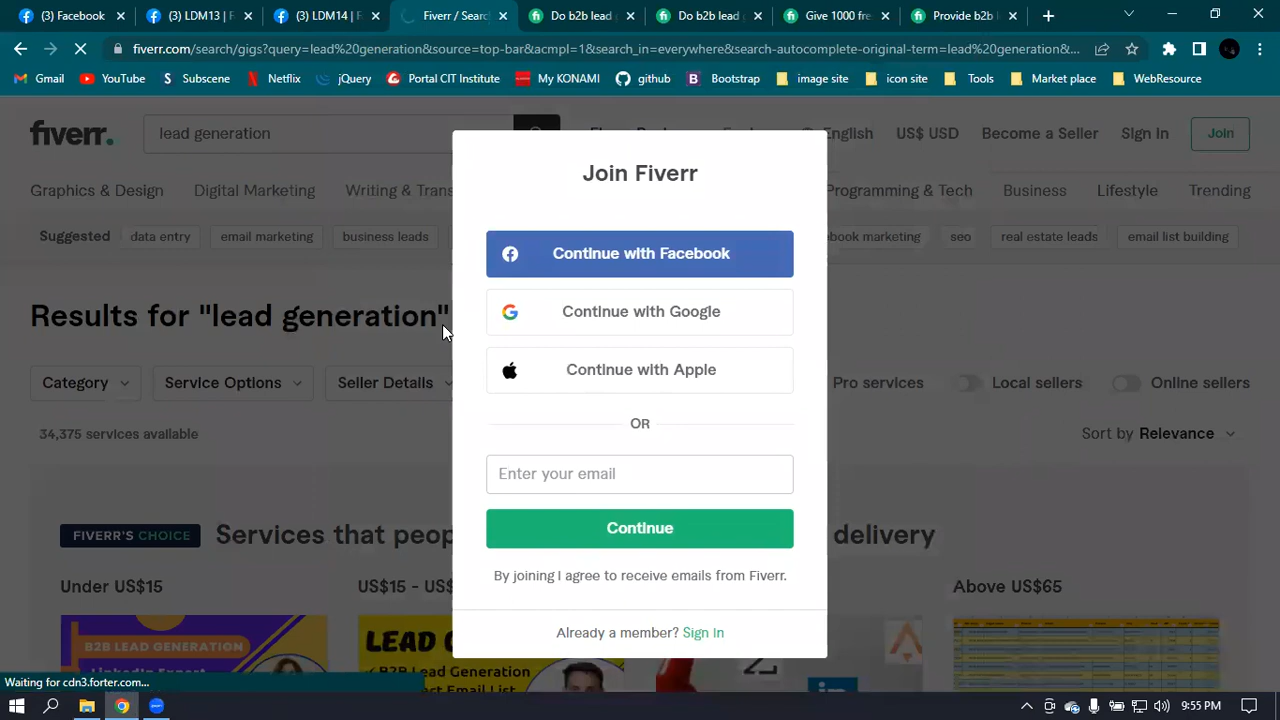 LDM13 | F
LDM14 | F
Fiverr / Searc
Do b2b lead
Do b2b lead g
Give 1000 fre
Provide b2b l
fiverr.com/search/gigs?query=lead%20generation&source=top-bar&acmpl=1&search_in=everywhere&search-autocomplete-original-term=lead%20generation&...
Gmail
YouTube
Subscene
Netflix
jQuery
Portal CIT Institute
My KONAMI
github
Bootstrap
image site
icon site
Tools
Market place
WebResource
fiverr.
lead generation
English
US$ USD
Become a Seller
Sign In
Join
Graphics & Design
Digital Marketing
Writing & Trans
Programming & Tech
Business
Lifestyle
Trending
Suggested
data entry
email marketing
business leads
book marketing
seo
real estate leads
email list building
Results for "lead generation"
Category
Service Options
Seller Details
Pro services
Local sellers
Online sellers
34,375 services available
Sort by Relevance
Join Fiverr
Continue with Facebook
Continue with Google
Continue with Apple
OR
Enter your email
Continue
By joining I agree to receive emails from Fiverr.
Already a member? Sign In
FIVERR'S CHOICE
Services that peo
delivery
Under US$15
US$15 - US$
Above US$65
B2B LEAD GENERATION
LinkedIn Expert
LEAD G
B2B Lead Generation
ect Email List
Waiting for cdn3.forter.com...
9:55 PM